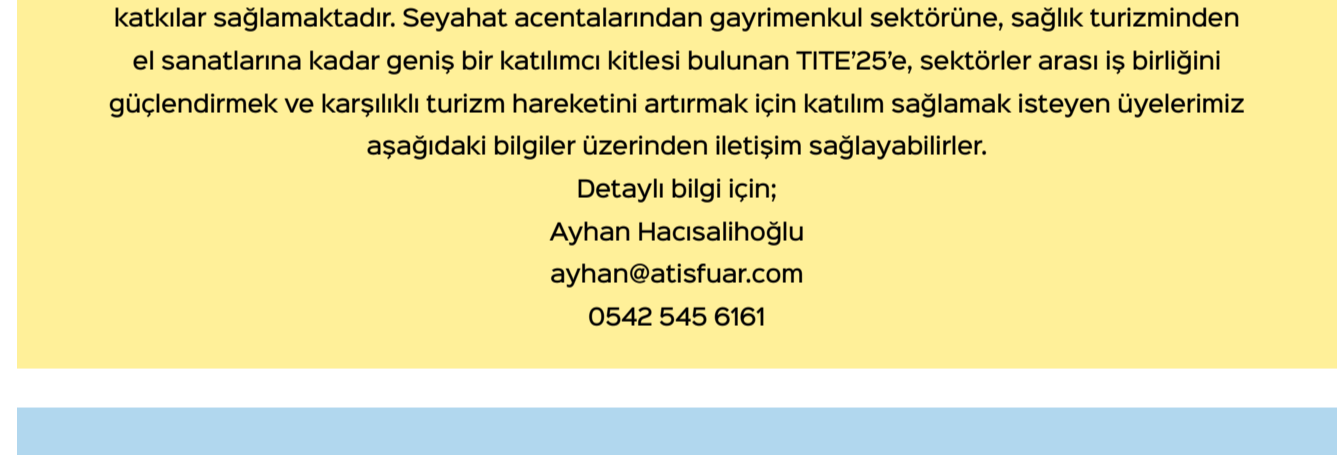 katkılar sağlamaktadır. Seyahat acentalarından gayrimenkul sektörüne, sağlık turizminden
el sanatlarına kadar geniş bir katılımcı kitlesi bulunan TITE’25’e, sektörler arası iş birliğini
güçlendirmek ve karşılıklı turizm hareketini artırmak için katılım sağlamak isteyen üyelerimiz
aşağıdaki bilgiler üzerinden iletişim sağlayabilirler.
Detaylı bilgi için;
Ayhan Hacısalihoğlu
ayhan@atisfuar.com
0542 545 6161